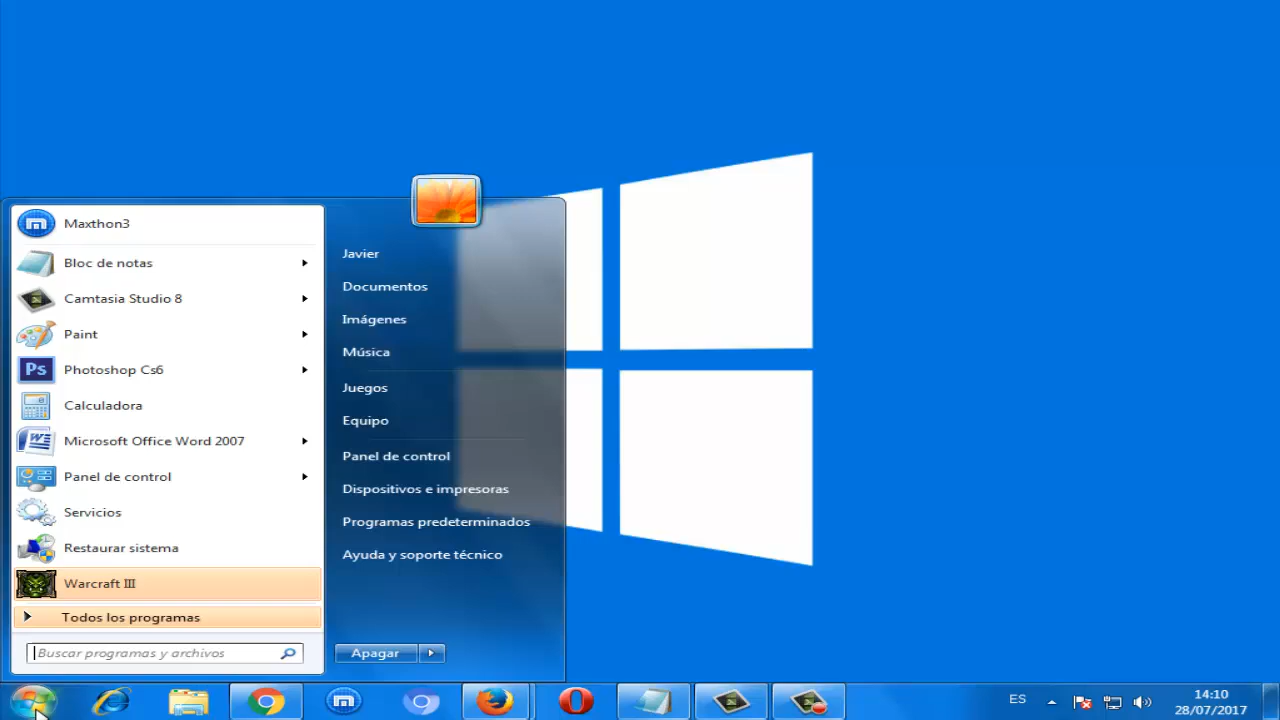 Maxthon3
Bloc de notas
Camtasia Studio 8
Paint
Ps
Photoshop Cs6
Calculadora
Microsoft Office Word 2007
Panel de control
Servicios
Restaurar sistema
Warcraft III
Todos los programas
Buscar programas y archivos
Javier
Documentos
Imágenes
Música
Juegos
Equipo
Panel de control
Dispositivos e impresoras
Programas predeterminados
Ayuda y soporte técnico
Apagar
ES
14:10
28/07/2017